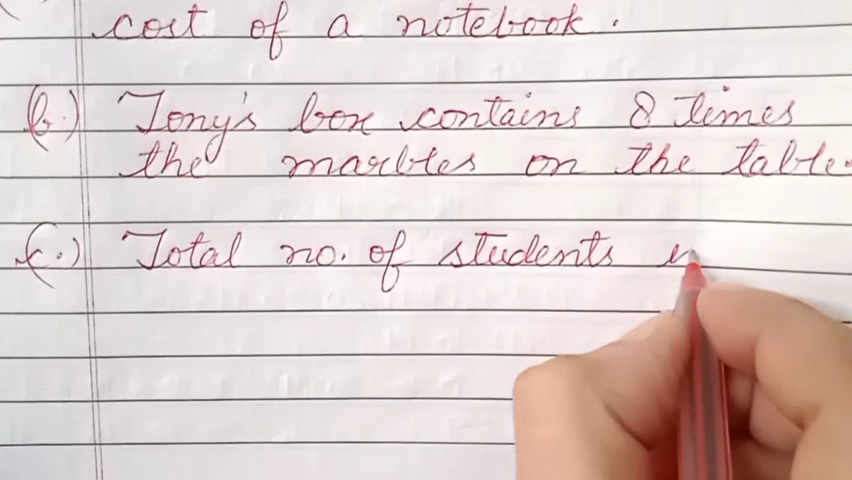 cost of a notebook.
(b.) Tony's box contains 8 times
the marbles on the table.
(c.) Total no. of students